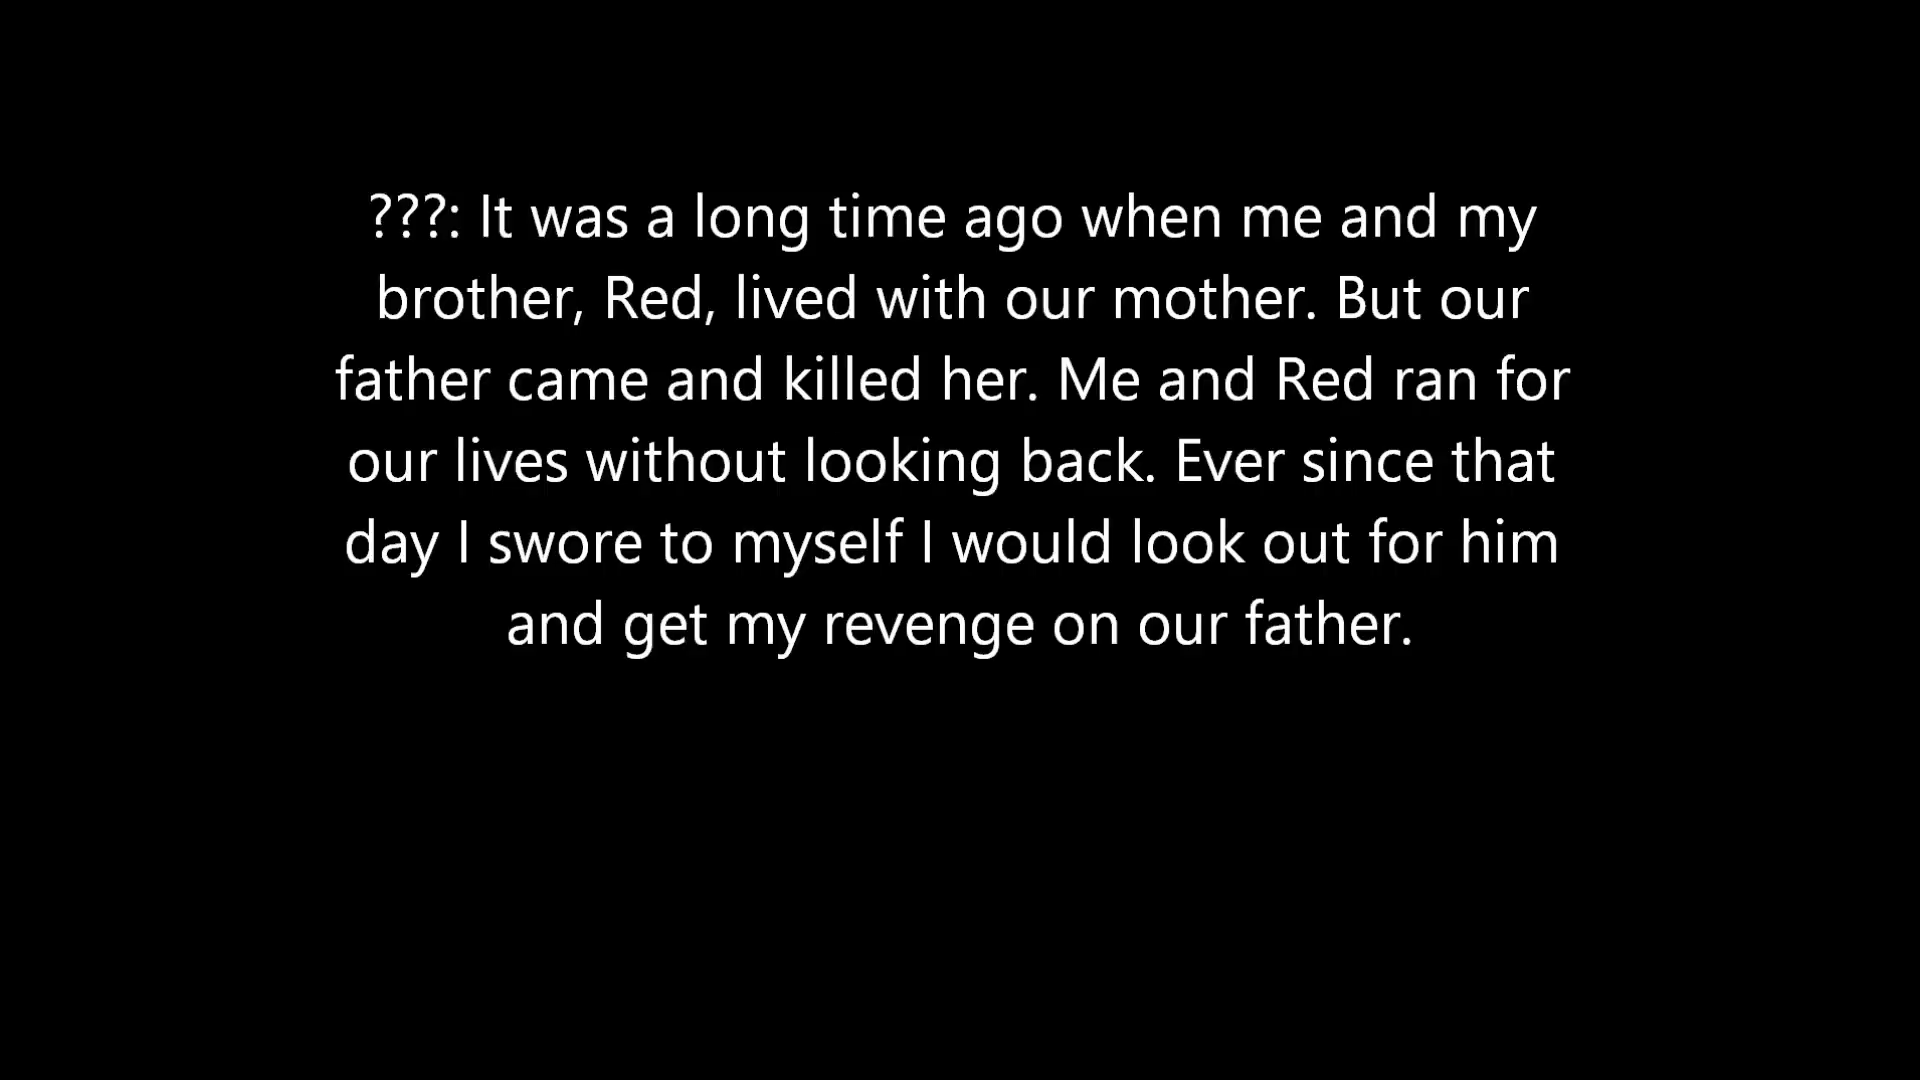 ???: It was a long time ago when me and my
brother, Red, lived with our mother. But our
father came and killed her. Me and Red ran for
our lives without looking back. Ever since that
day I swore to myself I would look out for him
and get my revenge on our father.